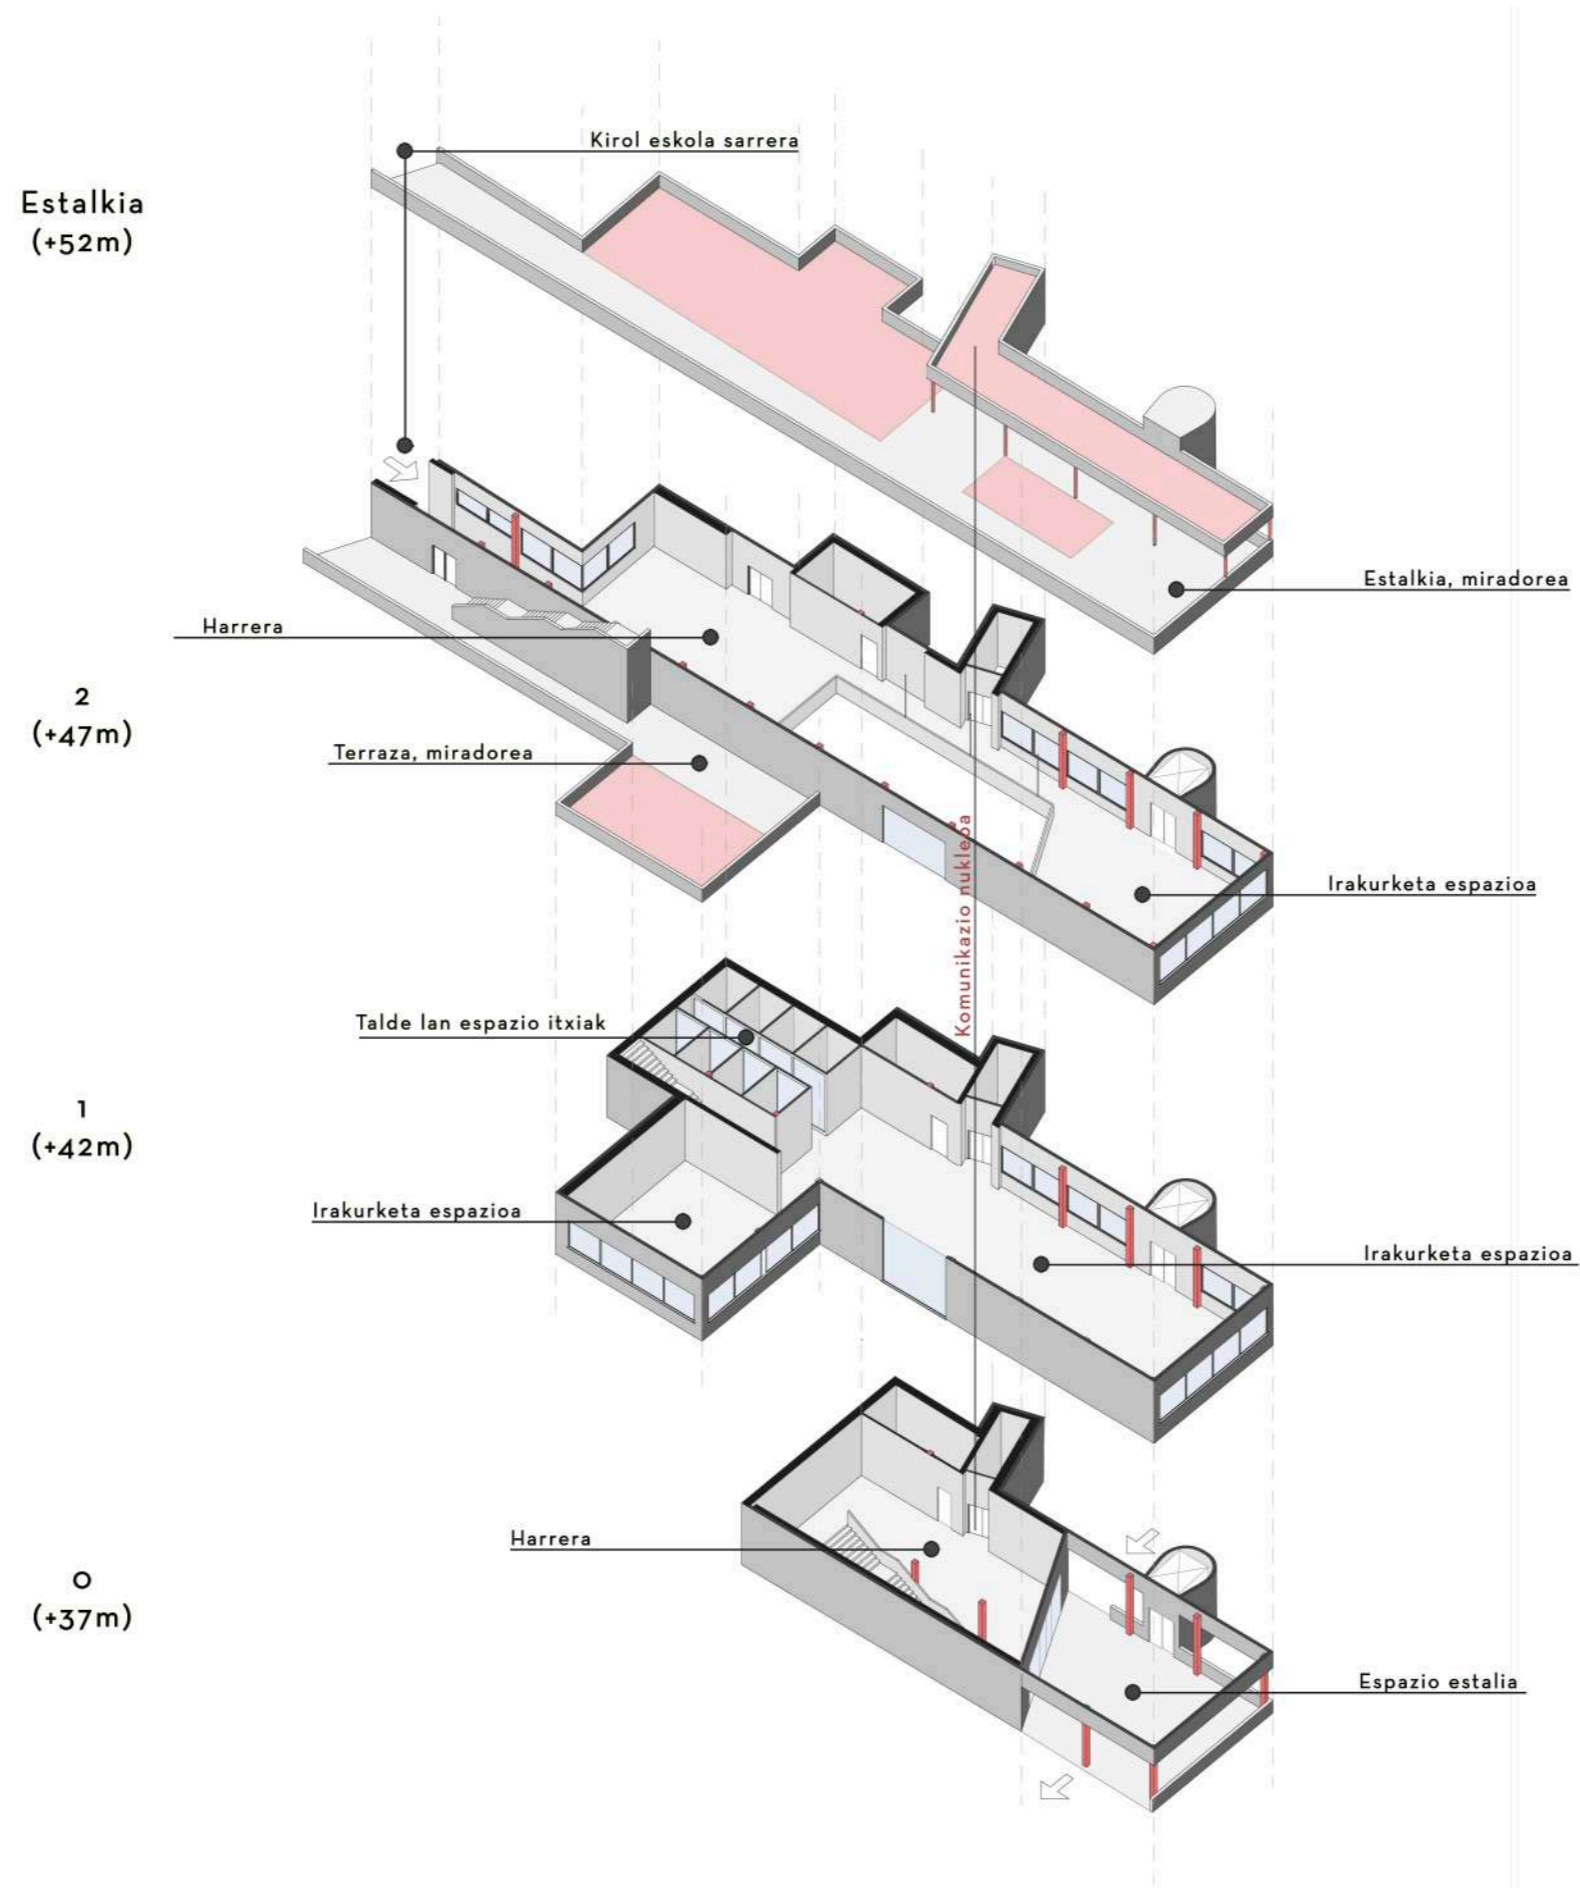 Kirol eskola sarrera
Estalkia
(+52m)
Estalkia, miradorea
Harrera
2
(+47m)
Terraza, miradorea
Komunikazio nukleoa
Irakurketa espazioa
Talde lan espazio itxiak
1
(+42m)
Irakurketa espazioa
Irakurketa espazioa
Harrera
0
(+37m)
Espazio estalia